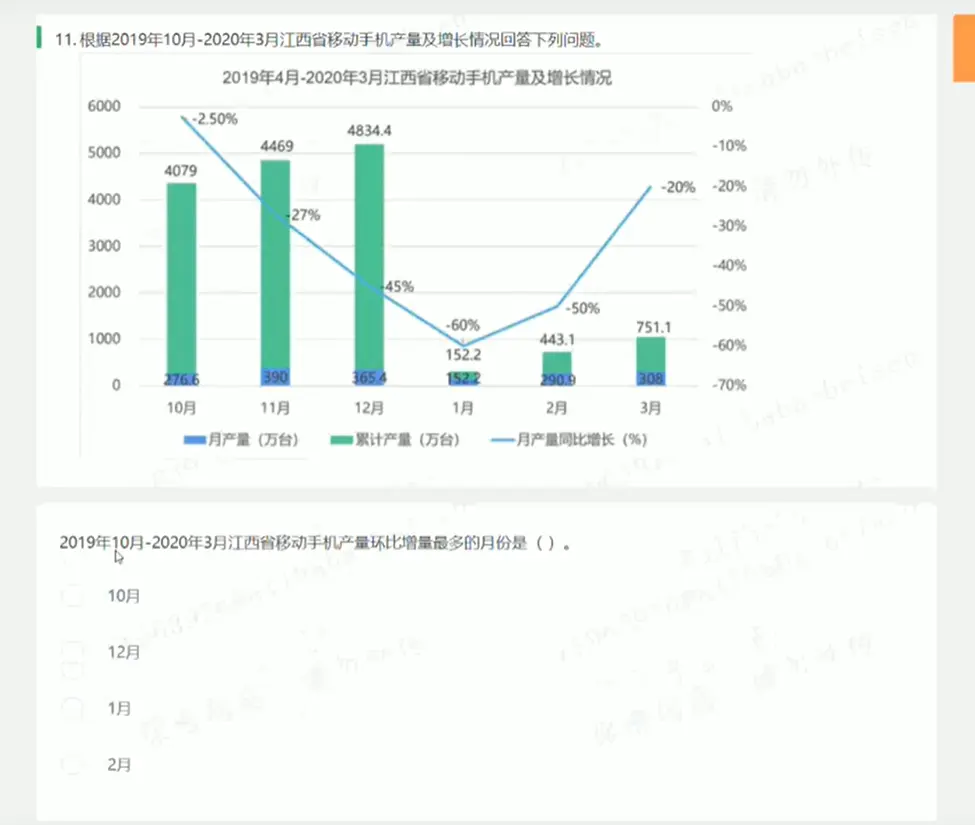 11. 根据2019年10月-2020年3月江西省移动手机产量及增长情况回答下列问题。
2019年4月-2020年3月江西省移动手机产量及增长情况
6000 0%
5000 -10%
4000 -20%
3000 -30%
2000 -40%
1000 -50%
0 -60%
-70%
-2.50% -27% -45% -60% -50% -20%
4079 4469 4834.4 152.2 443.1 751.1
276.6 390 365.4 152.2 290.9 308
10月 11月 12月 1月 2月 3月
月产量（万台） 累计产量（万台） 月产量同比增长（%）
2019年10月-2020年3月江西省移动手机产量环比增量最多的月份是（ ）。
10月
12月
1月
2月